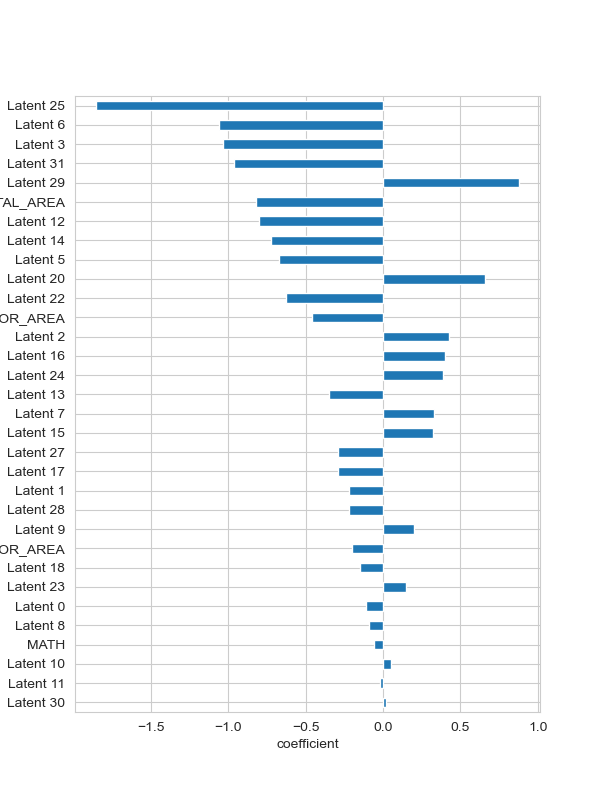 Latent 25
Latent 6
Latent 3
Latent 31
Latent 29
TAL_AREA
Latent 12
Latent 14
Latent 5
Latent 20
Latent 22
OR_AREA
Latent 2
Latent 16
Latent 24
Latent 13
Latent 7
Latent 15
Latent 27
Latent 17
Latent 1
Latent 28
Latent 9
OR_AREA
Latent 18
Latent 23
Latent 0
Latent 8
MATH
Latent 10
Latent 11
Latent 30
−1.5 −1.0 −0.5 0.0 0.5 1.0
coefficient